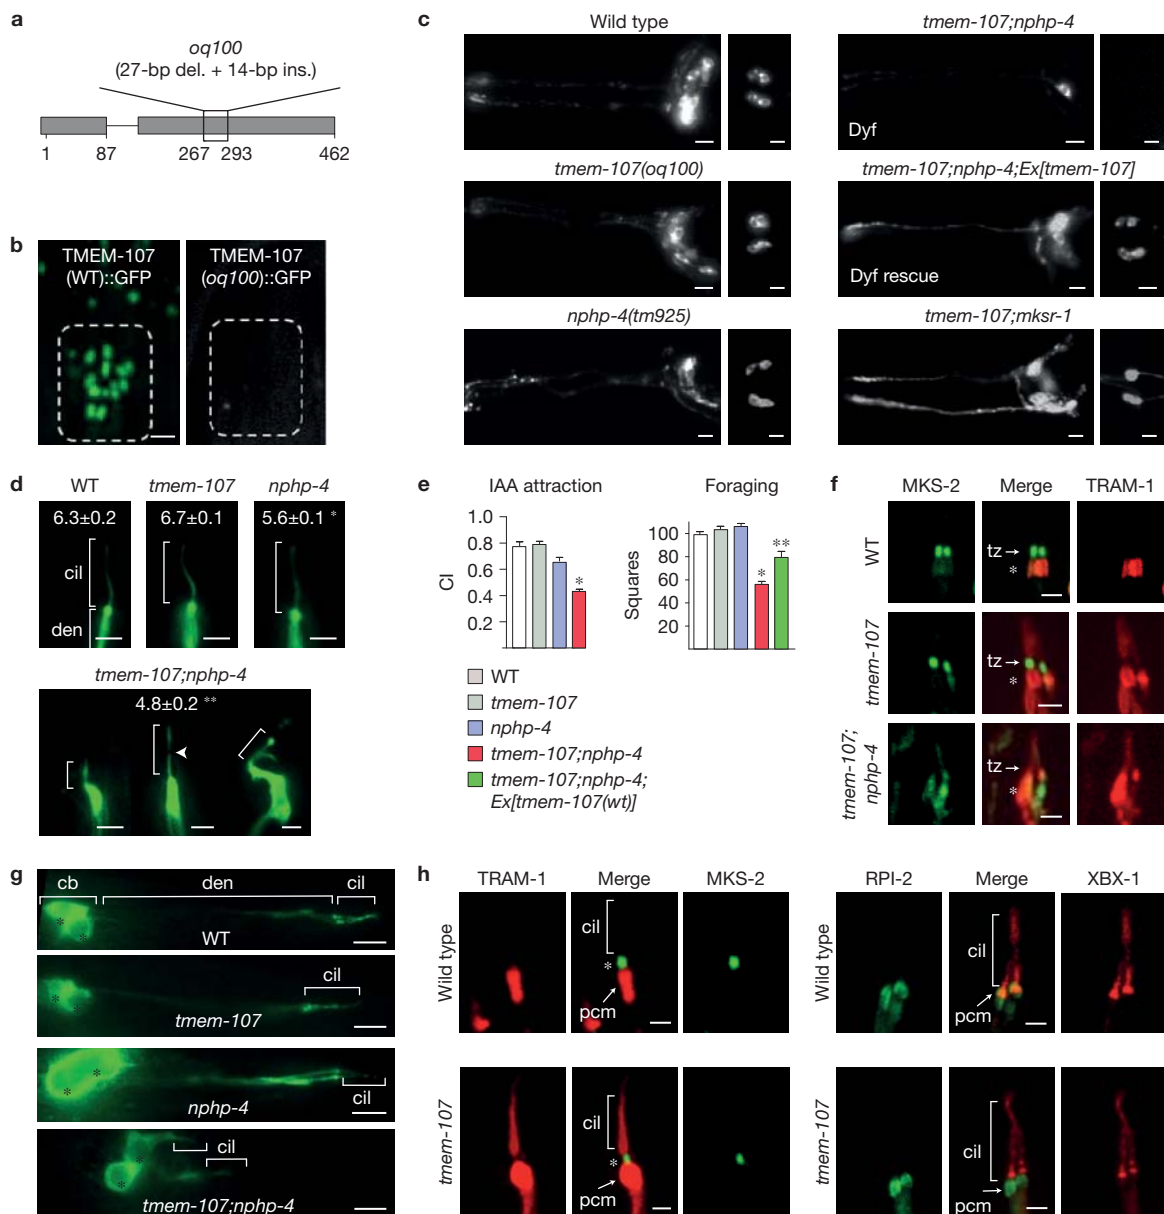 a
oq100
(27-bp del. + 14-bp ins.)
1 87 267 293 462
b
TMEM-107
(WT)::GFP
TMEM-107
(oq100)::GFP
c
Wild type
tmem-107;nphp-4
Dyf
tmem-107(oq100)
tmem-107;nphp-4;Ex[tmem-107]
Dyf rescue
nphp-4(tm925)
tmem-107;mksr-1
d
WT
tmem-107
nphp-4
6.3±0.2
6.7±0.1
5.6±0.1 *
cil
den
tmem-107;nphp-4
4.8±0.2 **
e
IAA attraction
CI
1.0
0.8
0.6
0.4
0.2
*
Foraging
Squares
100
80
60
40
20
*
**
WT
tmem-107
nphp-4
tmem-107;nphp-4
tmem-107;nphp-4;
Ex[tmem-107(wt)]
f
MKS-2
Merge
TRAM-1
WT
tz
*
tmem-107
tz
*
tmem-107;
nphp-4
tz
*
g
cb
den
cil
* *
WT
cil
* *
tmem-107
* *
cil
nphp-4
cil
* *
tmem-107;nphp-4
h
TRAM-1
Merge
MKS-2
Wild type
cil
*
pcm
tmem-107
cil
*
pcm
RPI-2
Merge
XBX-1
Wild type
cil
pcm
tmem-107
cil
pcm